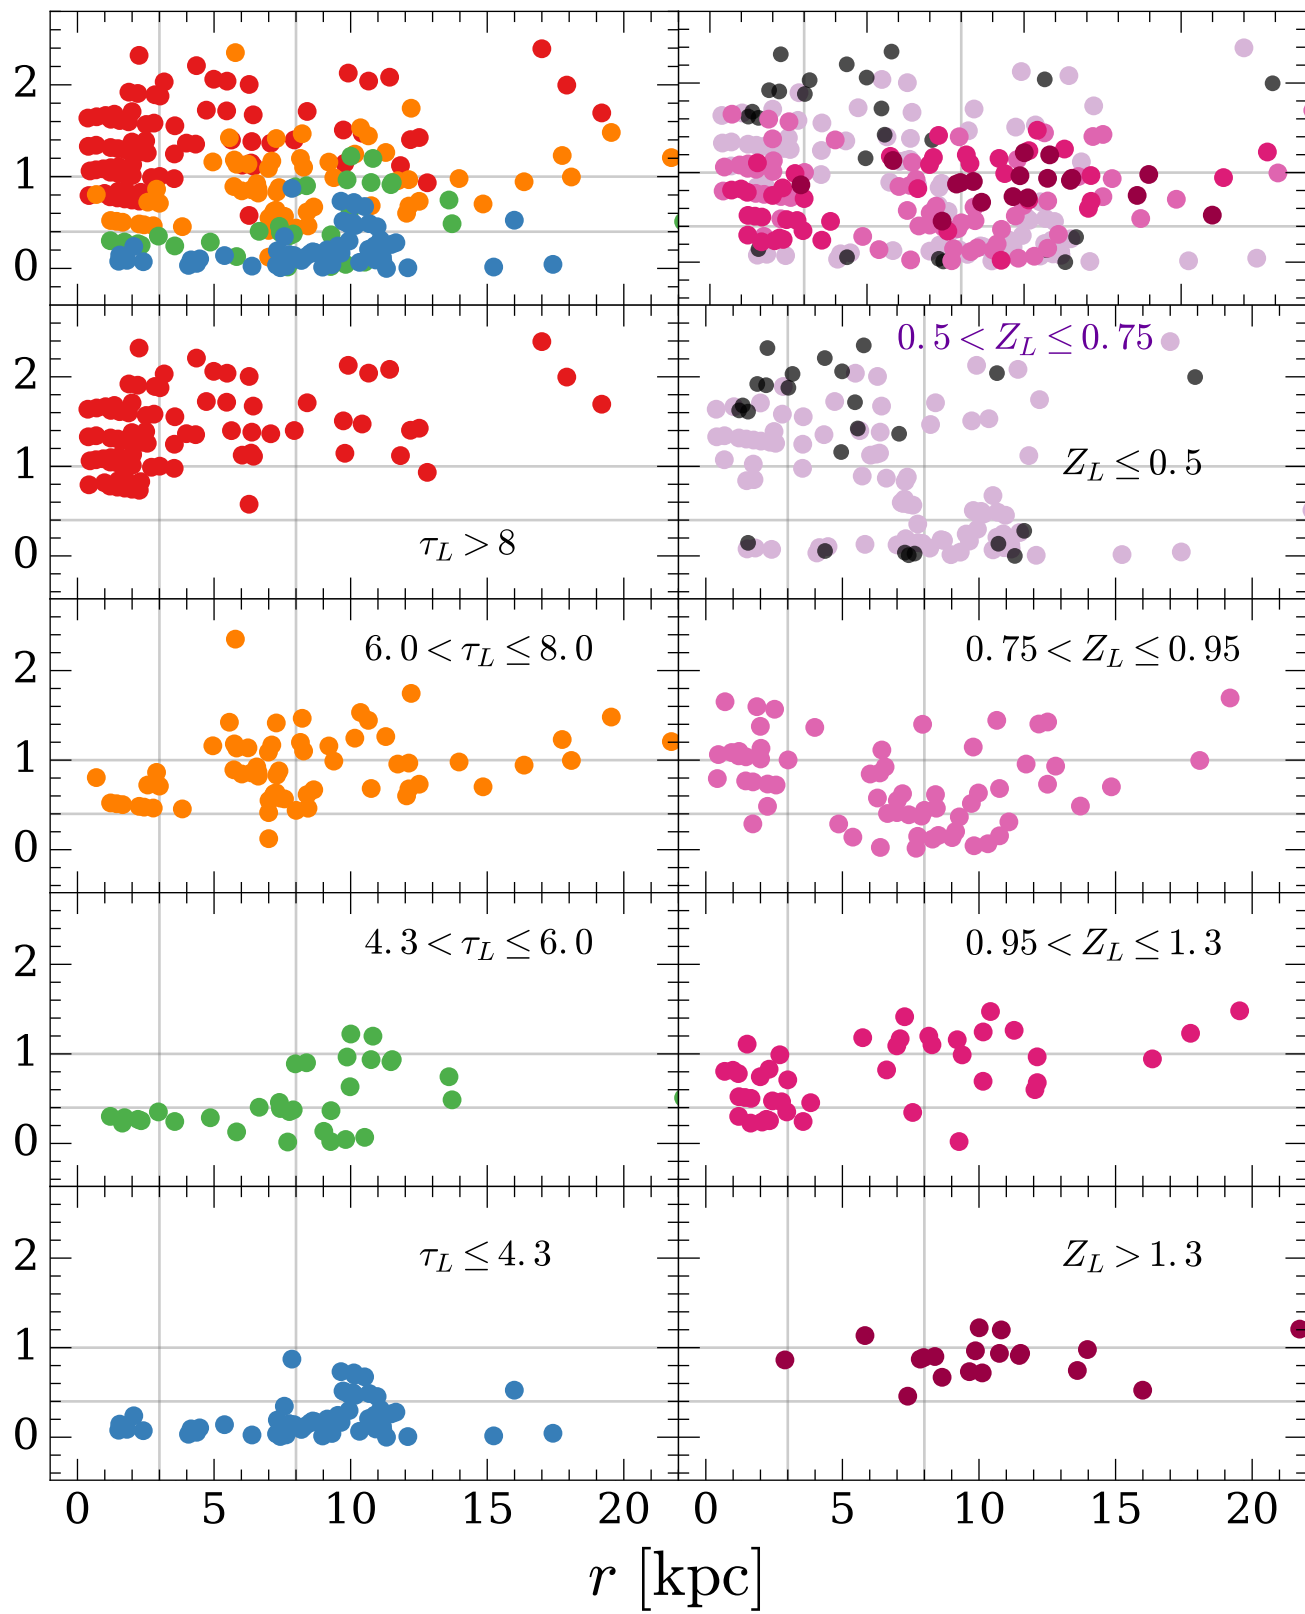 2
1
0
0.5 < Z_L ≤ 0.75
2
1
0
Z_L ≤ 0.5
τ_L > 8
6.0 < τ_L ≤ 8.0
0.75 < Z_L ≤ 0.95
2
1
0
4.3 < τ_L ≤ 6.0
0.95 < Z_L ≤ 1.3
2
1
0
τ_L ≤ 4.3
Z_L > 1.3
2
1
0
0 5 10 15 20 0 5 10 15 20
r [kpc]